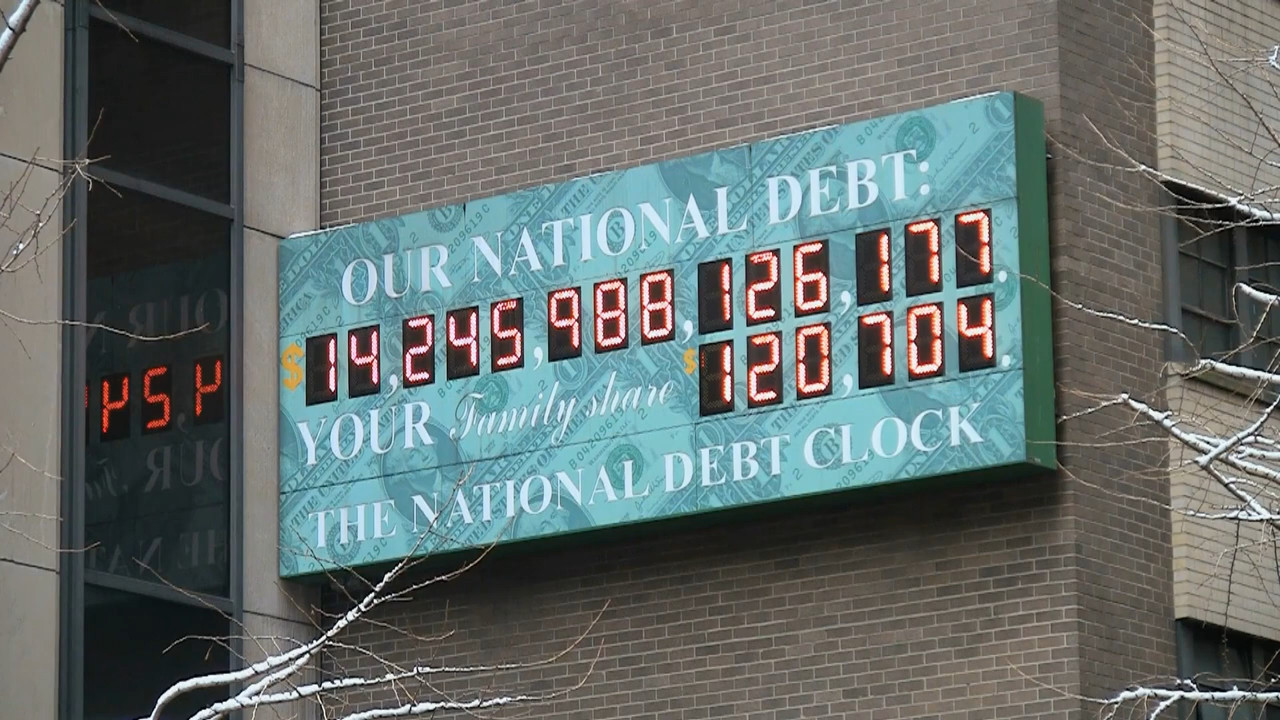 OUR NATIONAL DEBT:
$14,245,988,126,177.
YOUR Family share $120,704.
THE NATIONAL DEBT CLOCK